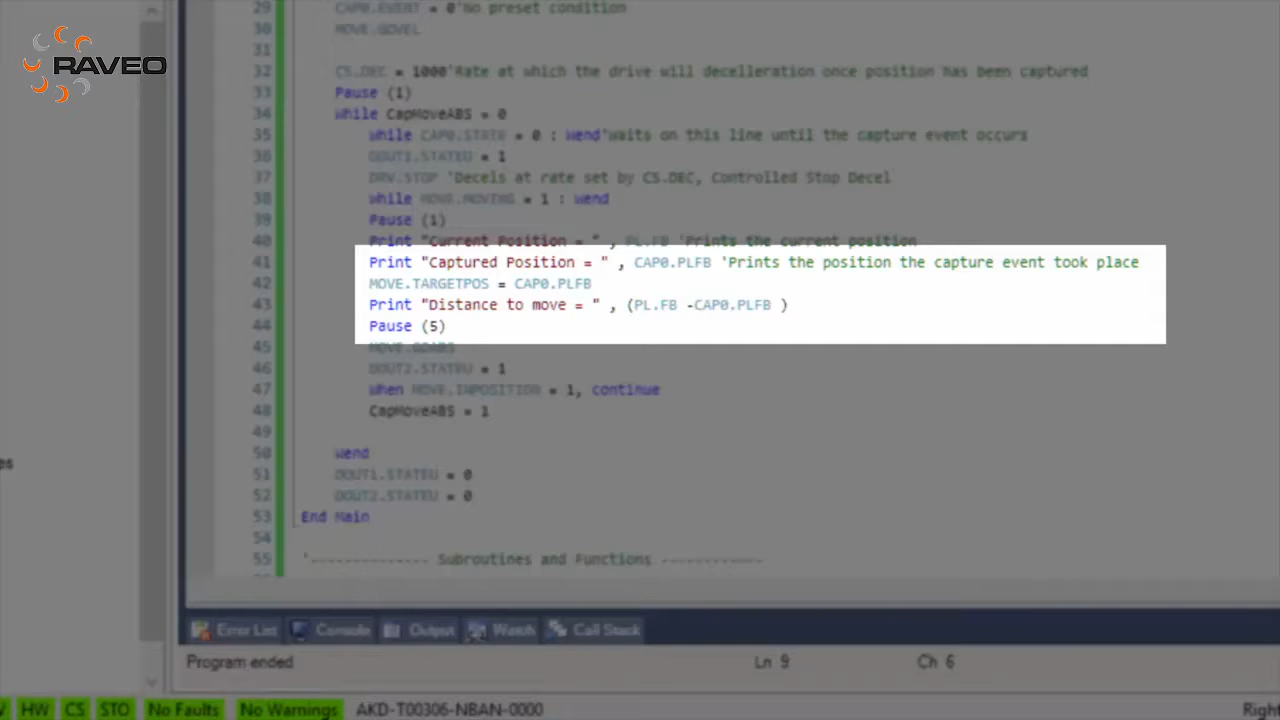 RAVEO
29 CAP0.EVENT = 0'No preset condition
30 MOVE.GOVEL
31
32 CS.DEC = 1000'Rate at which the drive will decelleration once position has been captured
33 Pause (1)
34 While CapMoveABS = 0
35 While CAP0.STATE = 0 : Wend'Waits on this line until the capture event occurs
36 DOUT1.STATEU = 1
37 DRV.STOP 'Decels at rate set by CS.DEC, Controlled Stop Decel
38 While MOVE.MOVING = 1 : Wend
39 Pause (1)
40 Print "Current Position = " , PL.FB 'Prints the current position
41 Print "Captured Position = " , CAP0.PLFB 'Prints the position the capture event took place
42 MOVE.TARGETPOS = CAP0.PLFB
43 Print "Distance to move = " , (PL.FB -CAP0.PLFB )
44 Pause (5)
45 MOVE.GOABS
46 DOUT2.STATEU = 1
47 When MOVE.INPOSITION = 1, continue
48 CapMoveABS = 1
49
50 Wend
51 DOUT1.STATEU = 0
52 DOUT2.STATEU = 0
53 End Main
54
55 '-------------- Subroutines and Functions ------------
Error List Console Output Watch Call Stack
Program ended Ln 9 Ch 6
HW CS STO No Faults No Warnings AKD-T00306-NBAN-0000 Right